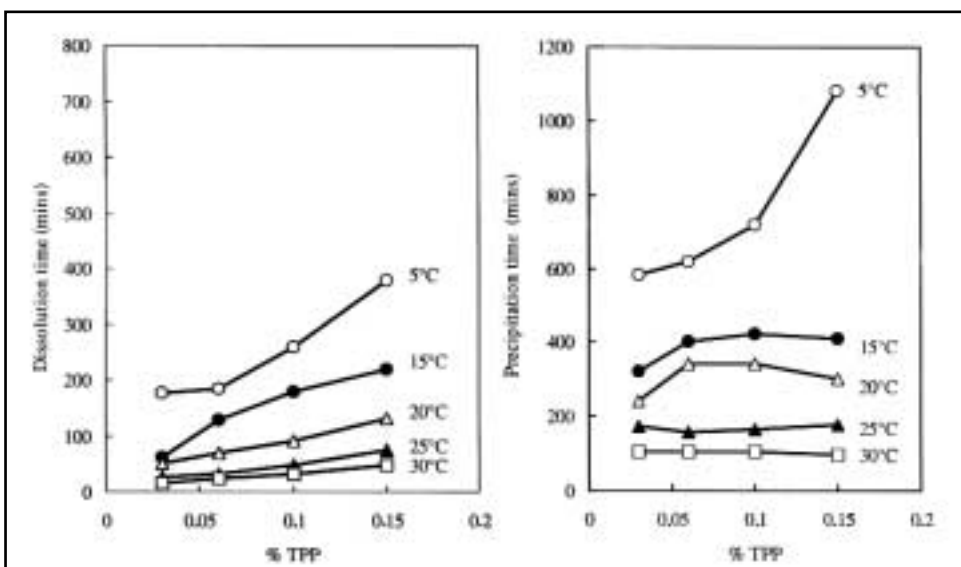 Dissolution time (mins)
800
700
600
500
400
300
200
100
0
5°C
15°C
20°C
25°C
30°C
0 0.05 0.1 0.15 0.2
% TPP
Precipitation time (mins)
1200
1000
800
600
400
200
0
5°C
15°C
20°C
25°C
30°C
0 0.05 0.1 0.15 0.2
% TPP